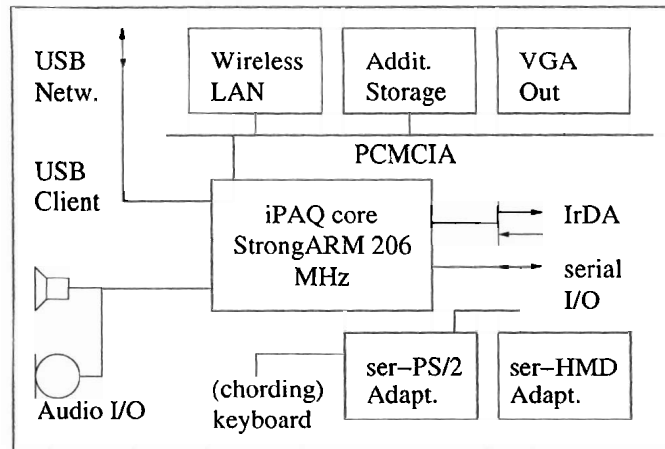 USB
Netw.
Wireless
LAN
Addit.
Storage
VGA
Out
PCMCIA
USB
Client
iPAQ core
StrongARM 206
MHz
IrDA
serial
I/O
Audio I/O
(chording)
keyboard
ser-PS/2
Adapt.
ser-HMD
Adapt.